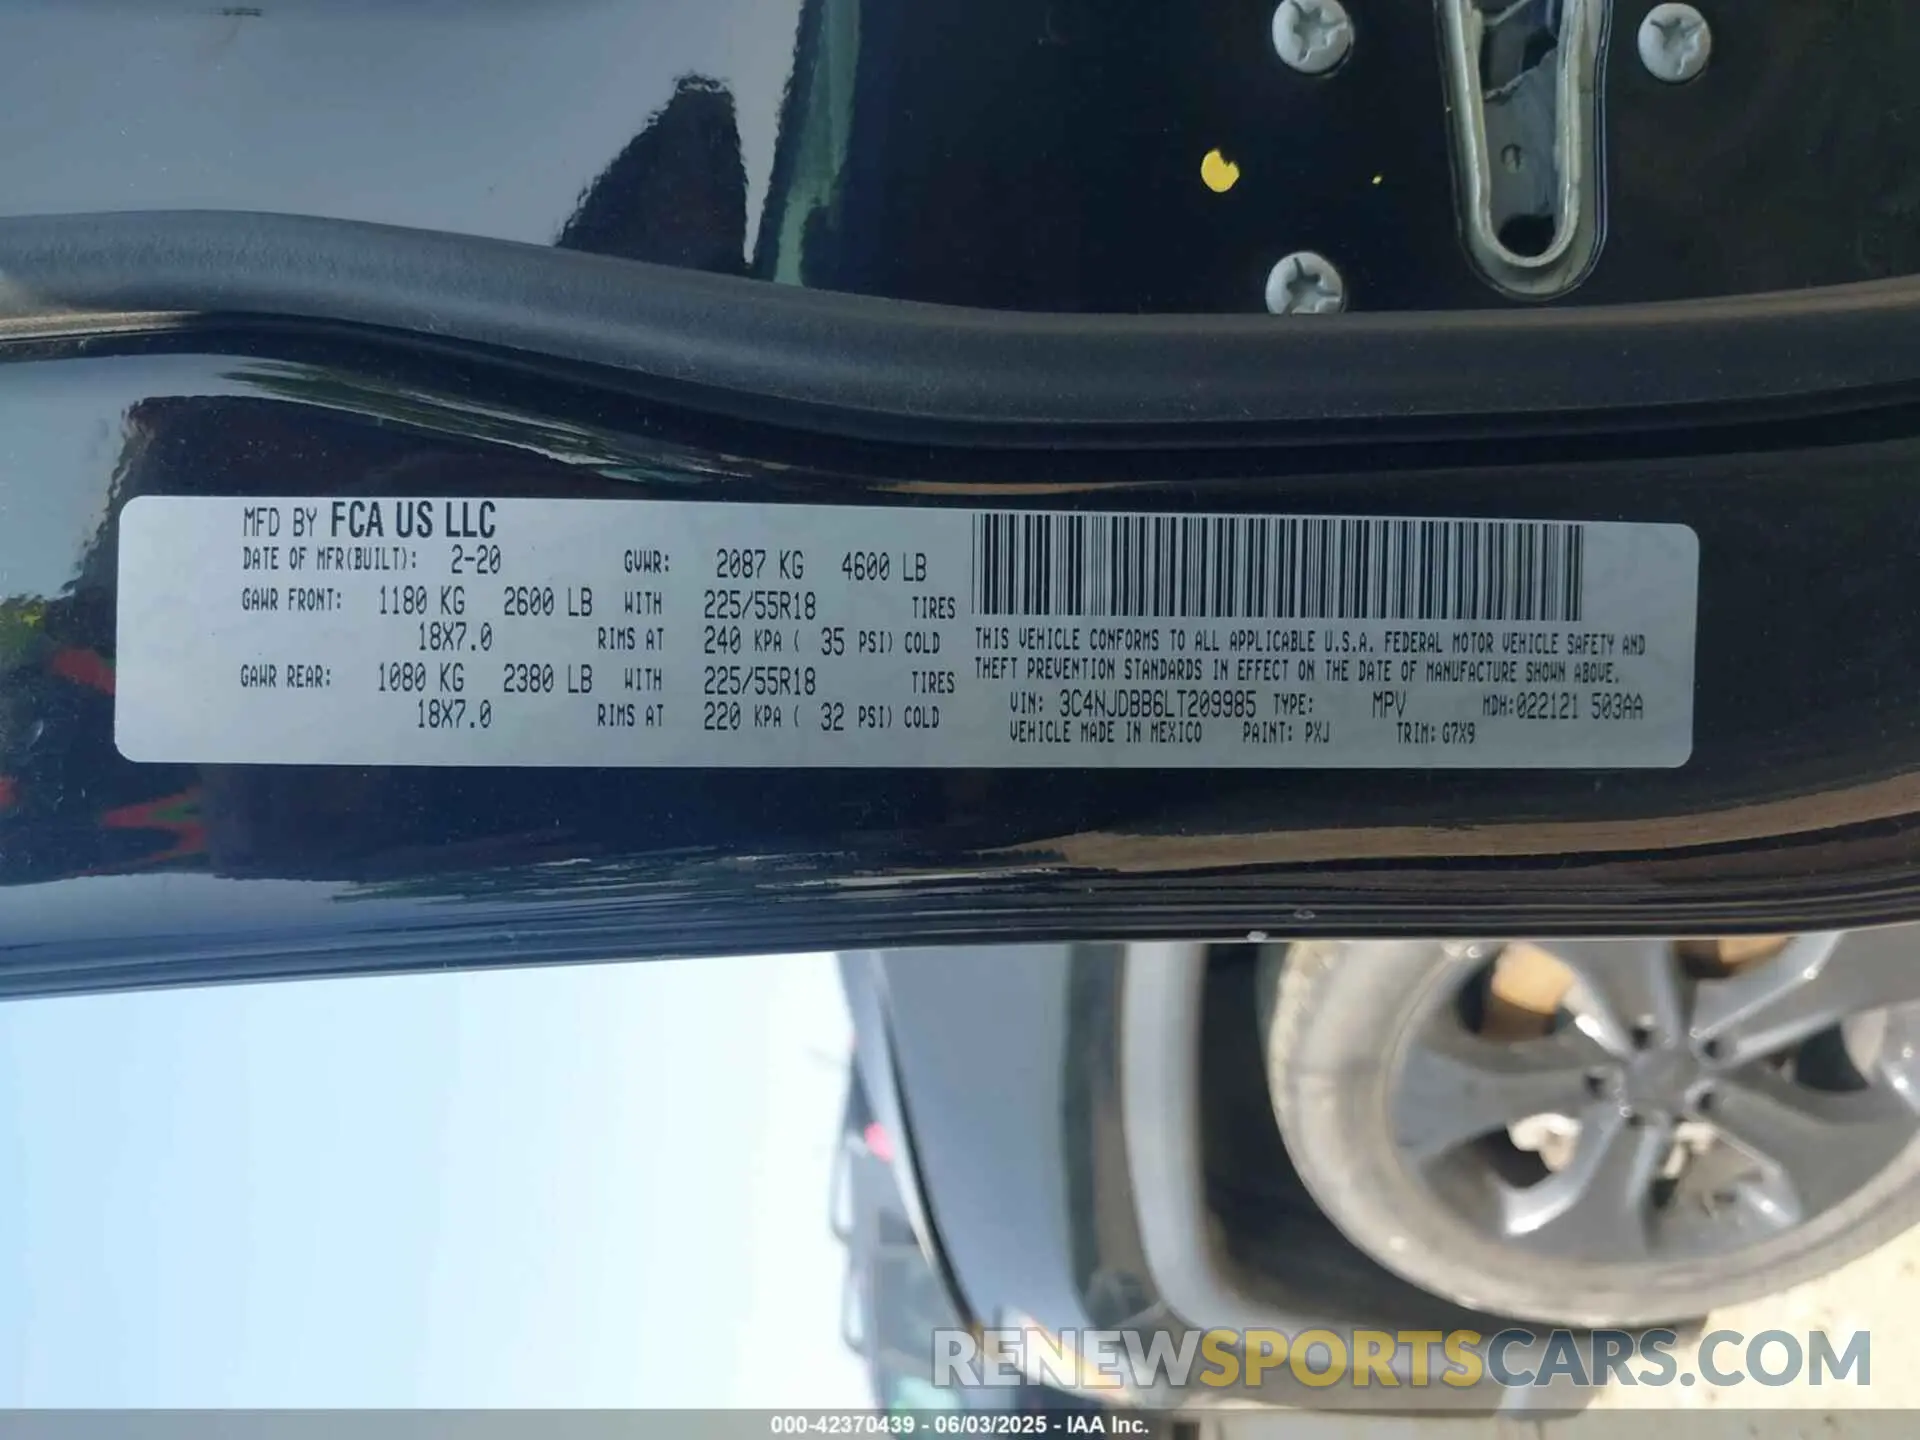 MFD BY FCA US LLC
DATE OF MFR(BUILT): 2-20 GVWR: 2087 KG 4600 LB
GAWR FRONT: 1180 KG 2600 LB WITH 225/55R18 TIRES
18X7.0 RIMS AT 240 KPA ( 35 PSI) COLD
GAWR REAR: 1080 KG 2380 LB WITH 225/55R18 TIRES
18X7.0 RIMS AT 220 KPA ( 32 PSI) COLD
THIS VEHICLE CONFORMS TO ALL APPLICABLE U.S.A. FEDERAL MOTOR VEHICLE SAFETY AND
THEFT PREVENTION STANDARDS IN EFFECT ON THE DATE OF MANUFACTURE SHOWN ABOVE.
VIN: 3C4NJDBB6LT209985 TYPE: MPV MDH:022121 503AA
VEHICLE MADE IN MEXICO PAINT: PXJ TRIM: G7X9
RENEWSPORTSCARS.COM
000-42370439 - 06/03/2025 - IAA Inc.